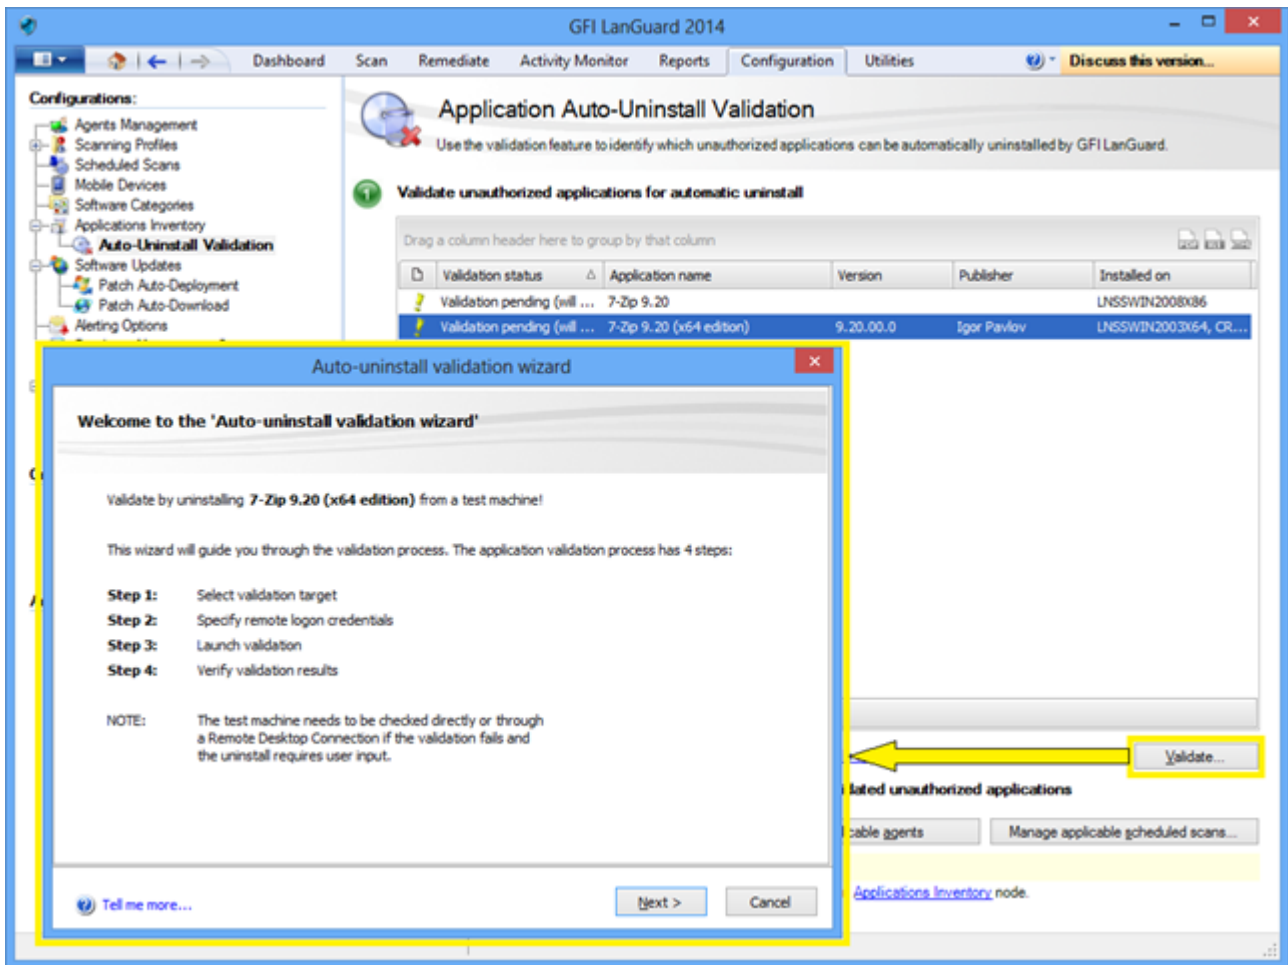 GFI LanGuard 2014
Dashboard Scan Remediate Activity Monitor Reports Configuration Utilities Discuss this version...
Configurations:
Agents Management
Scanning Profiles
Scheduled Scans
Mobile Devices
Software Categories
Applications Inventory
Auto-Uninstall Validation
Software Updates
Patch Auto-Deployment
Patch Auto-Download
Alerting Options
Application Auto-Uninstall Validation
Use the validation feature to identify which unauthorized applications can be automatically uninstalled by GFI LanGuard.
1 Validate unauthorized applications for automatic uninstall
Drag a column header here to group by that column
Validation status Application name Version Publisher Installed on
Validation pending (will ... 7-Zip 9.20 LNSSWIN2008X86
Validation pending (will ... 7-Zip 9.20 (x64 edition) 9.20.00.0 Igor Pavlov LNSSWIN2003X64, CR...
Auto-uninstall validation wizard
Welcome to the 'Auto-uninstall validation wizard'
Validate by uninstalling 7-Zip 9.20 (x64 edition) from a test machine!
This wizard will guide you through the validation process. The application validation process has 4 steps:
Step 1: Select validation target
Step 2: Specify remote logon credentials
Step 3: Launch validation
Step 4: Verify validation results
NOTE: The test machine needs to be checked directly or through
a Remote Desktop Connection if the validation fails and
the uninstall requires user input.
Tell me more...
Next >
Cancel
Validate...
unauthorized applications
agents
Manage applicable scheduled scans...
Applications Inventory node.